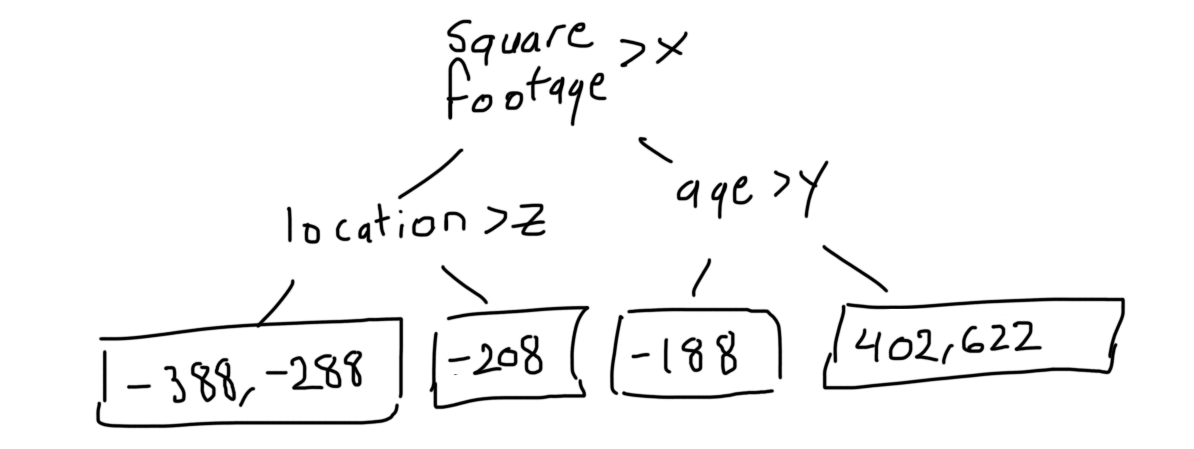 Square
footage >X
age >Y
location >Z
-388, -288
-208
-188
402,622